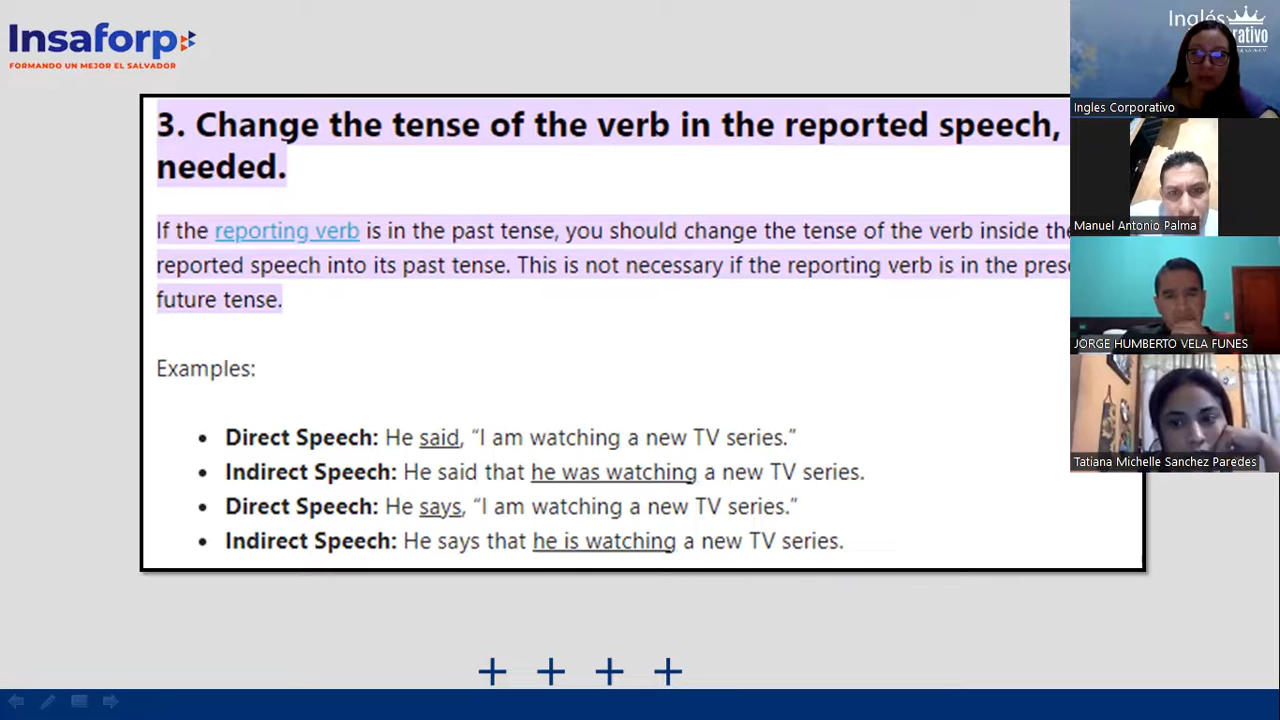 Insaforp
FORMANDO UN MEJOR EL SALVADOR
3. Change the tense of the verb in the reported speech,
needed.
If the reporting verb is in the past tense, you should change the tense of the verb inside the
reported speech into its past tense. This is not necessary if the reporting verb is in the
future tense.
Examples:
• Direct Speech: He said, “I am watching a new TV series.”
• Indirect Speech: He said that he was watching a new TV series.
• Direct Speech: He says, “I am watching a new TV series.”
• Indirect Speech: He says that he is watching a new TV series.
Inglés
Ingles Corporativo
Manuel Antonio Palma
JORGE HUMBERTO VELA FUNES
Tatiana Michelle Sanchez Paredes